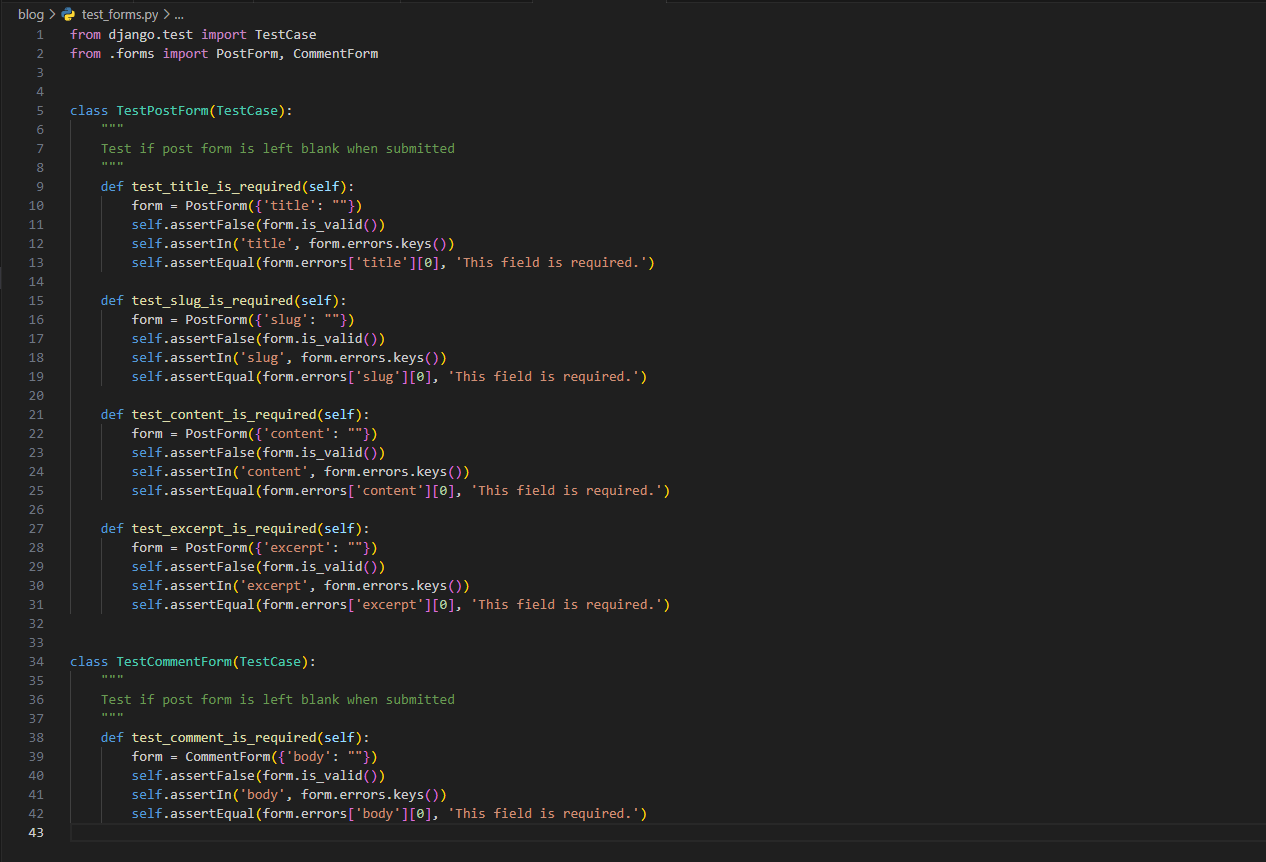 blog > test_forms.py > ...
1 from django.test import TestCase
2 from .forms import PostForm, CommentForm
3
4
5 class TestPostForm(TestCase):
6     """
7     Test if post form is left blank when submitted
8     """
9     def test_title_is_required(self):
10         form = PostForm({'title': ""})
11         self.assertFalse(form.is_valid())
12         self.assertIn('title', form.errors.keys())
13         self.assertEqual(form.errors['title'][0], 'This field is required.')
14
15     def test_slug_is_required(self):
16         form = PostForm({'slug': ""})
17         self.assertFalse(form.is_valid())
18         self.assertIn('slug', form.errors.keys())
19         self.assertEqual(form.errors['slug'][0], 'This field is required.')
20
21     def test_content_is_required(self):
22         form = PostForm({'content': ""})
23         self.assertFalse(form.is_valid())
24         self.assertIn('content', form.errors.keys())
25         self.assertEqual(form.errors['content'][0], 'This field is required.')
26
27     def test_excerpt_is_required(self):
28         form = PostForm({'excerpt': ""})
29         self.assertFalse(form.is_valid())
30         self.assertIn('excerpt', form.errors.keys())
31         self.assertEqual(form.errors['excerpt'][0], 'This field is required.')
32
33
34 class TestCommentForm(TestCase):
35     """
36     Test if post form is left blank when submitted
37     """
38     def test_comment_is_required(self):
39         form = CommentForm({'body': ""})
40         self.assertFalse(form.is_valid())
41         self.assertIn('body', form.errors.keys())
42         self.assertEqual(form.errors['body'][0], 'This field is required.')
43